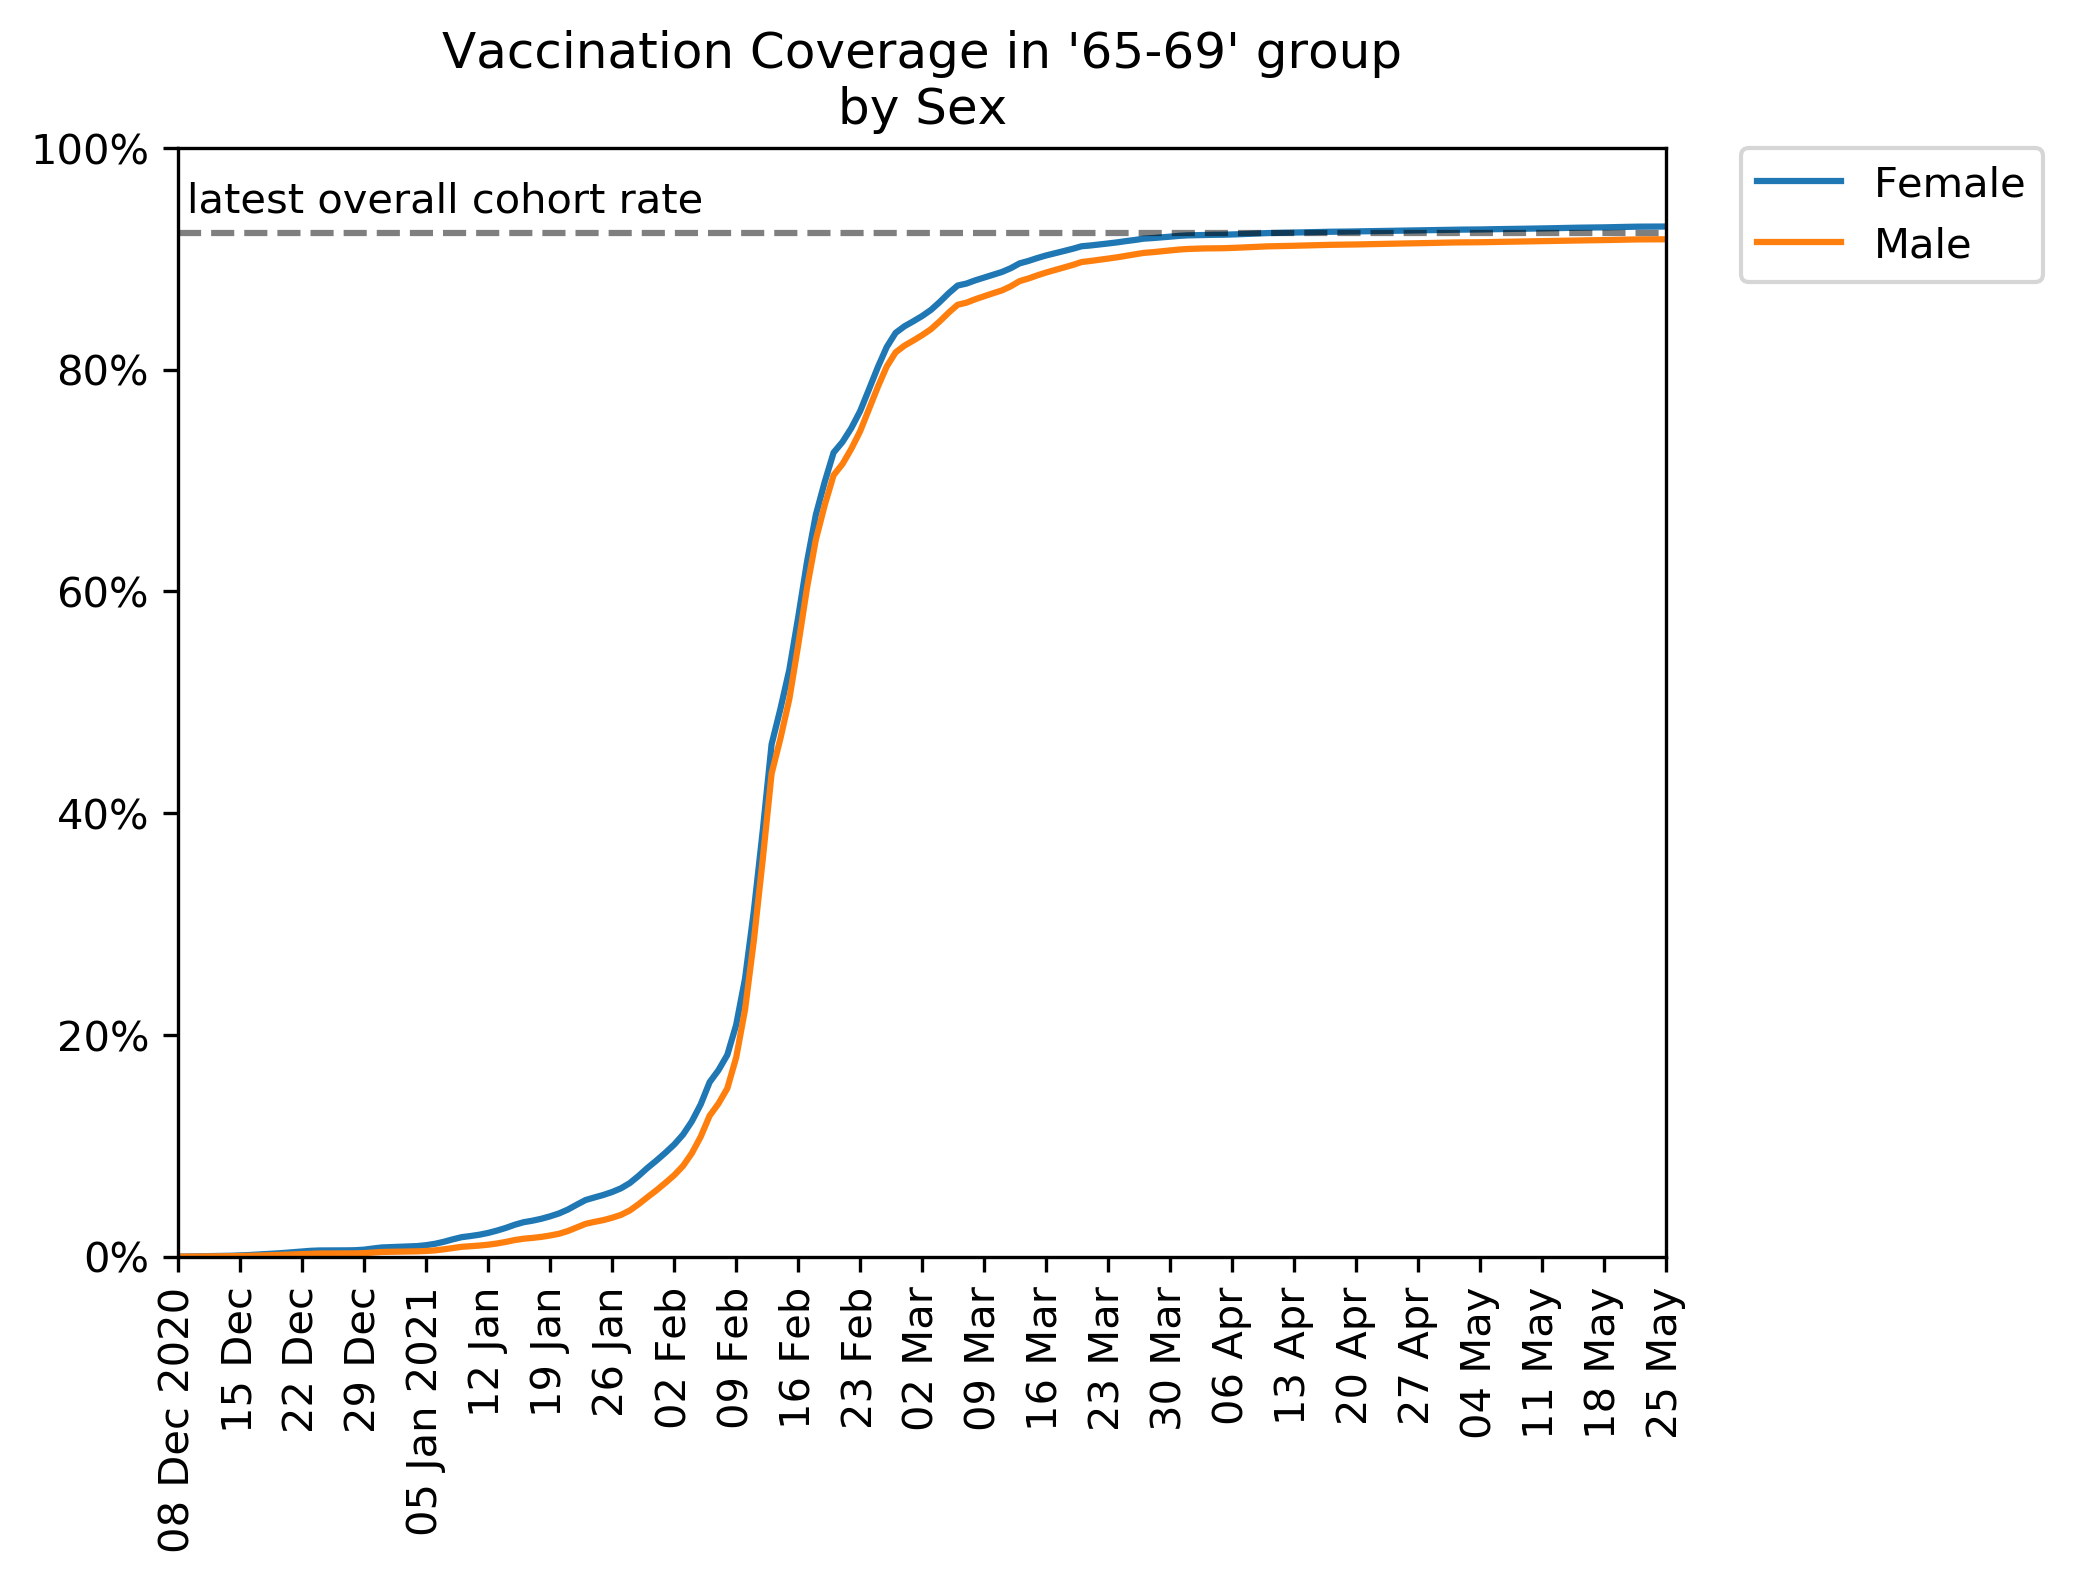 Vaccination Coverage in '65-69' group
by Sex
100%
80%
60%
40%
20%
0%
latest overall cohort rate
Female
Male
08 Dec 2020
15 Dec
22 Dec
29 Dec
05 Jan 2021
12 Jan
19 Jan
26 Jan
02 Feb
09 Feb
16 Feb
23 Feb
02 Mar
09 Mar
16 Mar
23 Mar
30 Mar
06 Apr
13 Apr
20 Apr
27 Apr
04 May
11 May
18 May
25 May